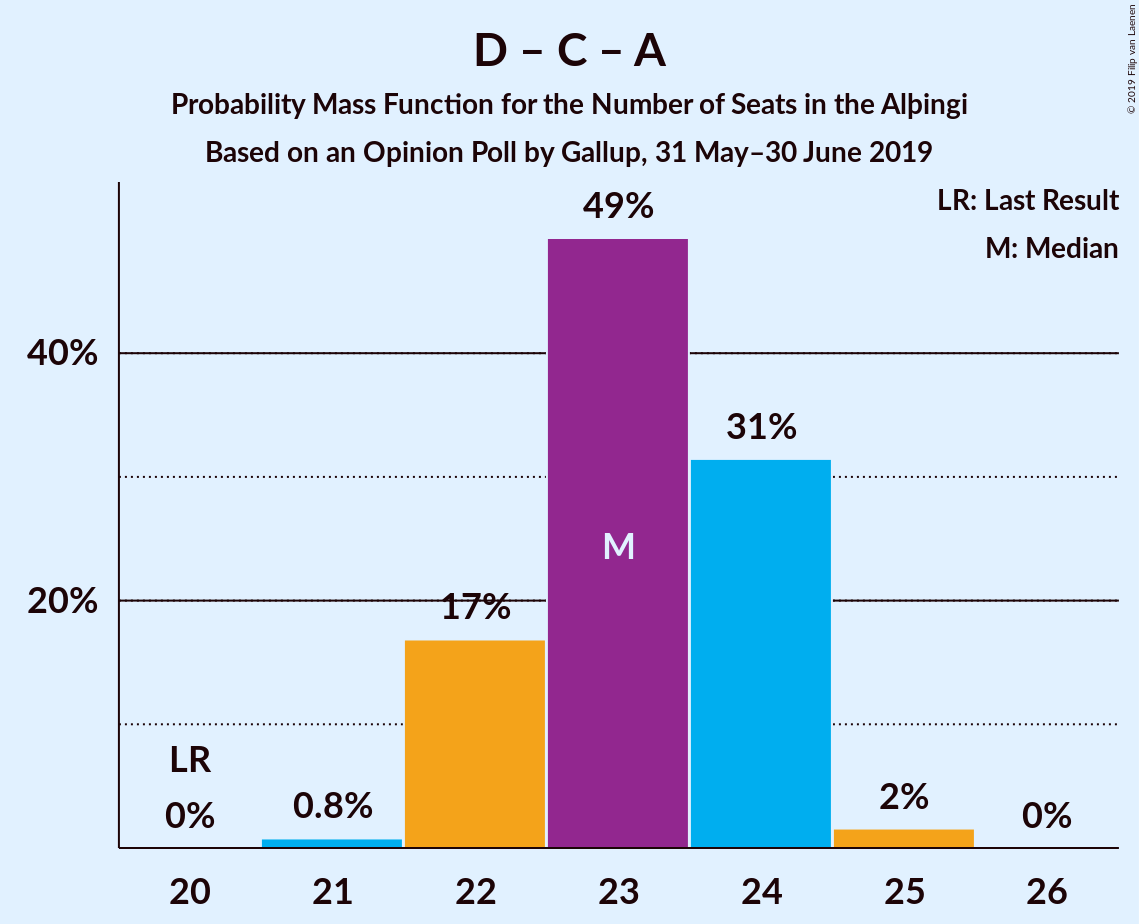 D – C – A
Probability Mass Function for the Number of Seats in the Alþingi
Based on an Opinion Poll by Gallup, 31 May–30 June 2019
© 2019 Filip van Laenen
LR: Last Result
M: Median
49%
40%
31%
M
20%
17%
LR
0%
0.8%
2%
0%
20 21 22 23 24 25 26